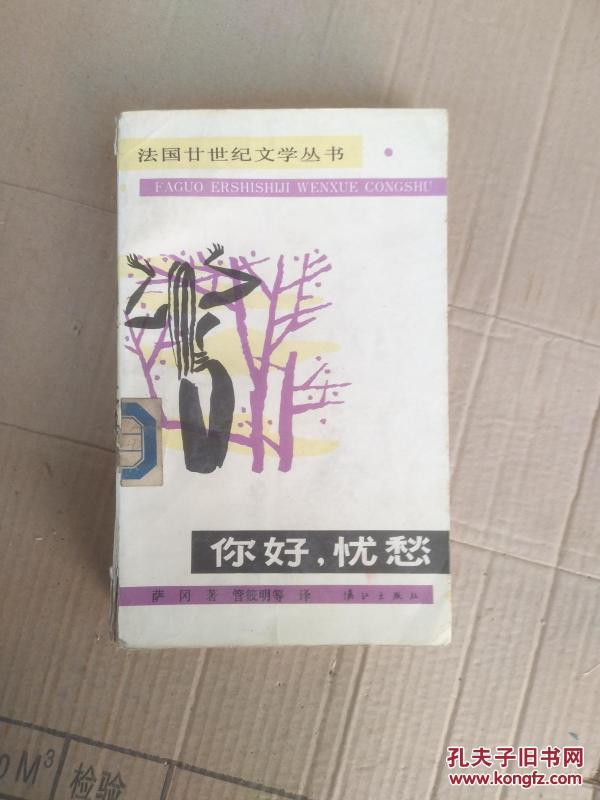 法国廿世纪文学丛书
FAGUO ERSHISHIJI WENXUE CONGSHU
你好，忧愁
萨冈 著 管筱明等 译 漓江出版社
0M³
检验
孔夫子旧书网
www.kongfz.com